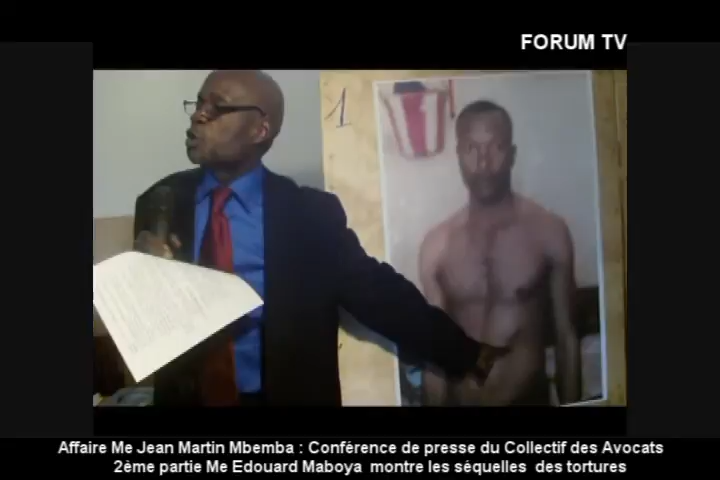 FORUM TV
1
Affaire Me Jean Martin Mbemba : Conférence de presse du Collectif des Avocats
2ème partie Me Edouard Maboya montre les séquelles des tortures